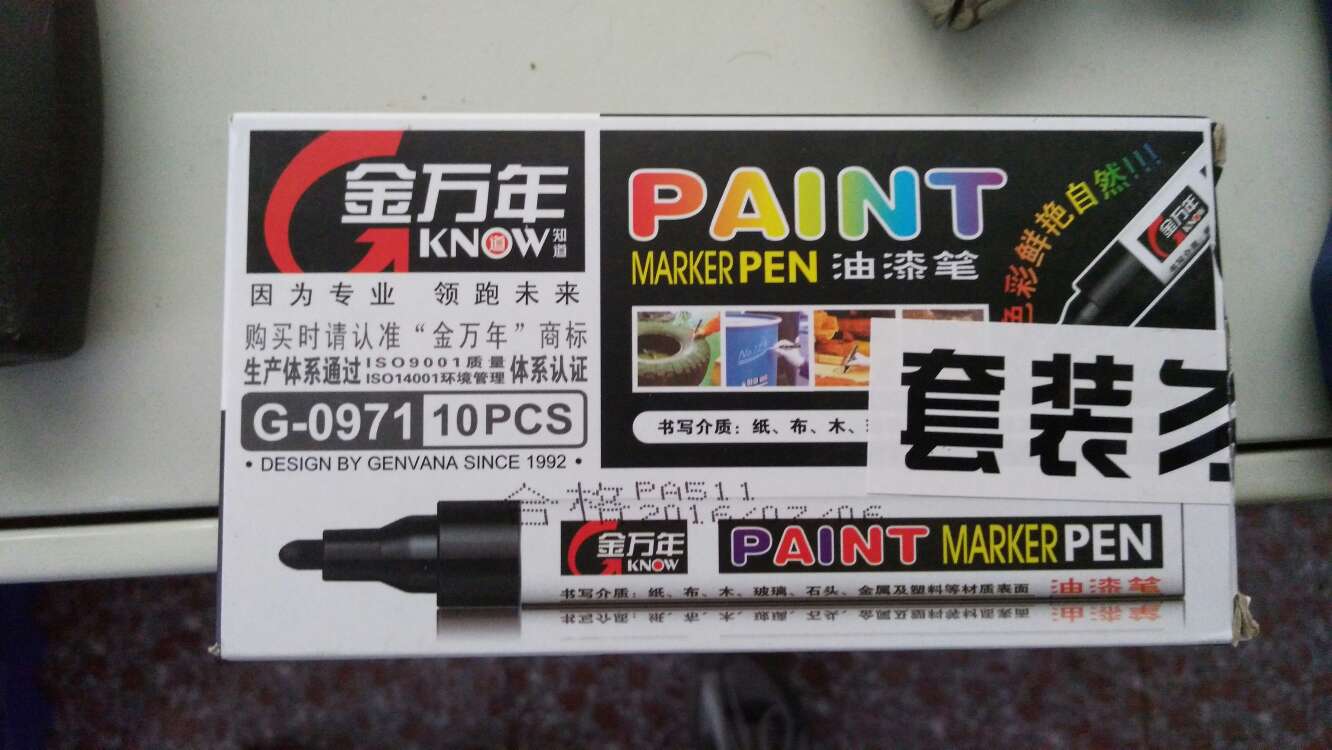 金万年
KNOW 知道
因为专业 领跑未来
购买时请认准“金万年”商标
生产体系通过 ISO9001质量 体系认证
ISO14001环境管理
G-0971 10PCS
• DESIGN BY GENVANA SINCE 1992 •
PAINT
MARKER PEN 油漆笔
色彩鲜艳自然!!!
金万年
书写介质：纸、布、木、
套装
合格 PA511
2016/07/06
金万年
KNOW
PAINT MARKER PEN
书写介质：纸、布、木、玻璃、石头、金属及塑料等材质表面 油漆笔